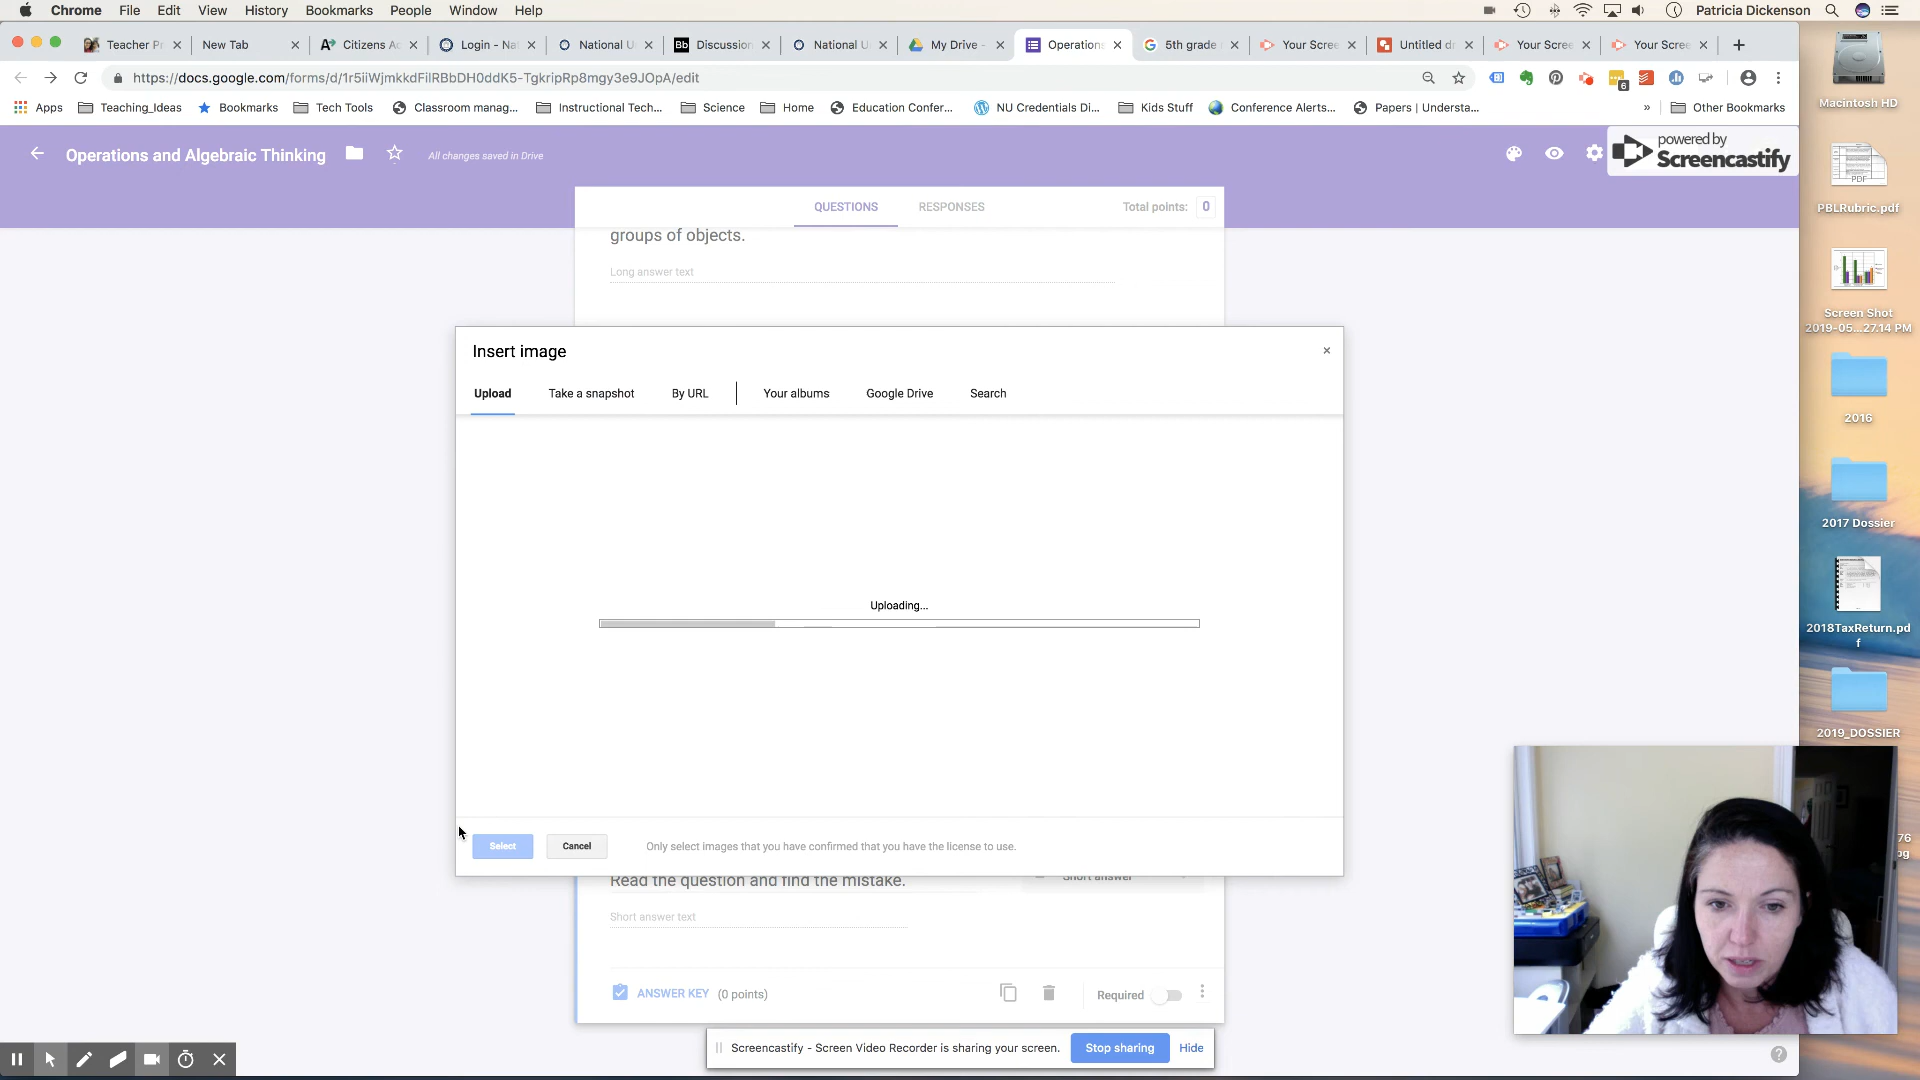 Chrome File Edit View History Bookmarks People Window Help Patricia Dickenson
Teacher P New Tab Citizens A Login - Na National U Discussion National U My Drive - Operation 5th grade Your Scree Untitled d Your Scree Your Scree
https://docs.google.com/forms/d/1r5iiWjmkkdFilRBbDH0ddK5-TgkripRp8mgy3e9JOpA/edit
6
Apps Teaching_Ideas Bookmarks Tech Tools Classroom manag... Instructional Tech... Science Home Education Confer... NU Credentials Di... Kids Stuff Conference Alerts... Papers | Understa... » Other Bookmarks
Macintosh HD
Operations and Algebraic Thinking All changes saved in Drive
powered by
Screencastify
PDF
PBLRubric.pdf
QUESTIONS RESPONSES Total points: 0
groups of objects.
Long answer text
Screen Shot
2019-05...27.14 PM
Insert image
Upload Take a snapshot By URL Your albums Google Drive Search
2016
2017 Dossier
Uploading...
2018TaxReturn.pd
f
2019_DOSSIER
Select Cancel Only select images that you have confirmed that you have the license to use.
76
Read the question and find the mistake. Short answer
Short answer text
ANSWER KEY (0 points) Required
Screencastify - Screen Video Recorder is sharing your screen. Stop sharing Hide